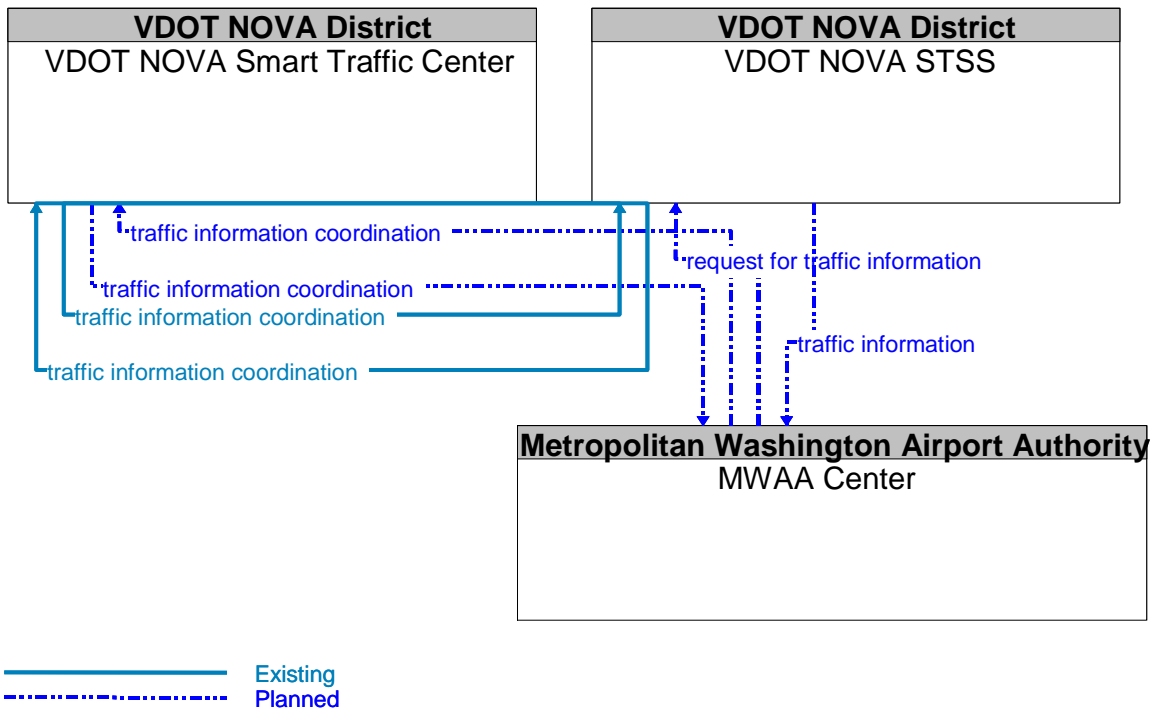 VDOT NOVA District
VDOT NOVA Smart Traffic Center
VDOT NOVA District
VDOT NOVA STSS
traffic information coordination
request for traffic information
traffic information coordination
traffic information coordination
traffic information
traffic information coordination
Metropolitan Washington Airport Authority
MWAA Center
Existing
Planned